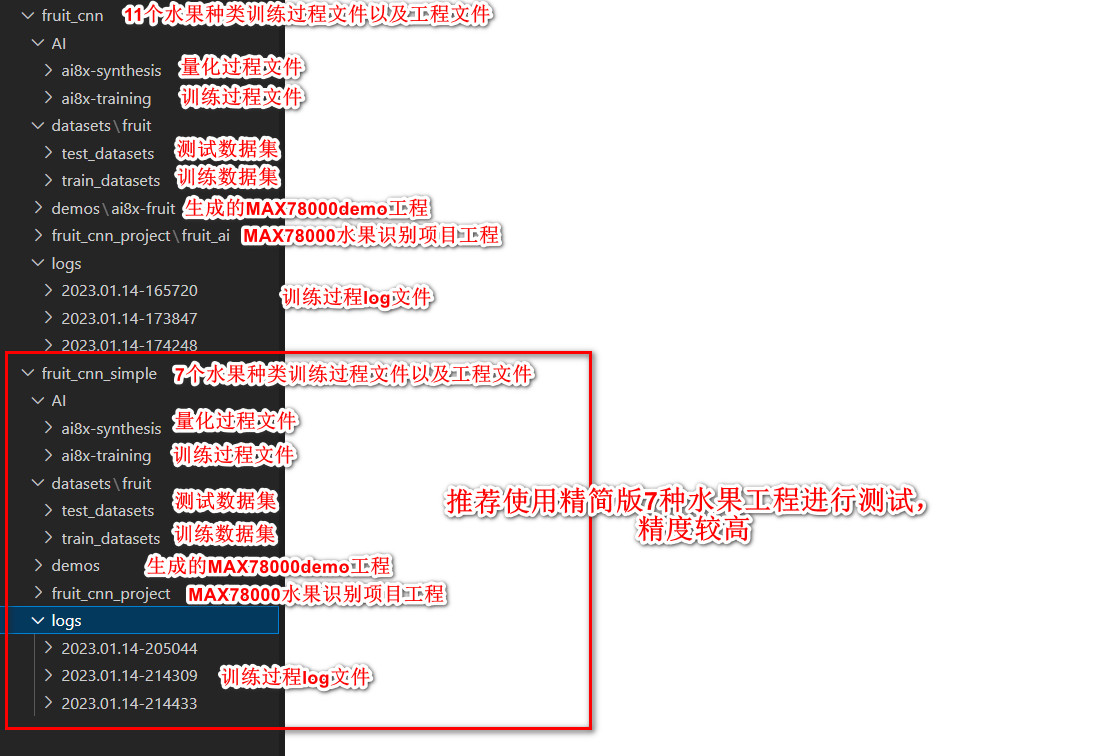 fruit_cnn 11个水果种类训练过程文件以及工程文件
AI
ai8x-synthesis 量化过程文件
ai8x-training 训练过程文件
datasets\fruit
test_datasets 测试数据集
train_datasets 训练数据集
demos\ai8x-fruit 生成的MAX78000demo工程
fruit_cnn_project\fruit_ai MAX78000水果识别项目工程
logs
2023.01.14-165720 训练过程log文件
2023.01.14-173847
2023.01.14-174248
fruit_cnn_simple 7个水果种类训练过程文件以及工程文件
AI
ai8x-synthesis 量化过程文件
ai8x-training 训练过程文件
datasets\fruit
test_datasets 测试数据集
train_datasets 训练数据集
推荐使用精简版7种水果工程进行测试，
精度较高
demos 生成的MAX78000demo工程
fruit_cnn_project MAX78000水果识别项目工程
logs
2023.01.14-205044
2023.01.14-214309 训练过程log文件
2023.01.14-214433